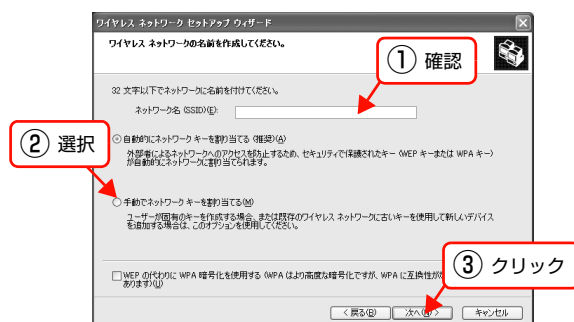 ワイヤレス ネットワーク セットアップ ウィザード
ワイヤレス ネットワークの名前を作成してください。
① 確認
32 文字以下でネットワークに名前を付けてください。
ネットワーク名 (SSID)(E):
② 選択
自動的にネットワーク キーを割り当てる (推奨)(A)
外部者によるネットワークへのアクセスを防止するため、セキュリティで保護されたキー (WEP キーまたは WPA キー)
が自動的にネットワークに割り当てられます。
手動でネットワーク キーを割り当てる(M)
ユーザーが固有のキーを作成する場合、または既存のワイヤレス ネットワークに古いキーを使用して新しいデバイス
を追加する場合は、このオプションを使用してください。
③ クリック
WEP の代わりに WPA 暗号化を使用する (WPA はより高度な暗号化ですが、WPA に互換性が
あります)(U)
< 戻る(B)
次へ(N) >
キャンセル